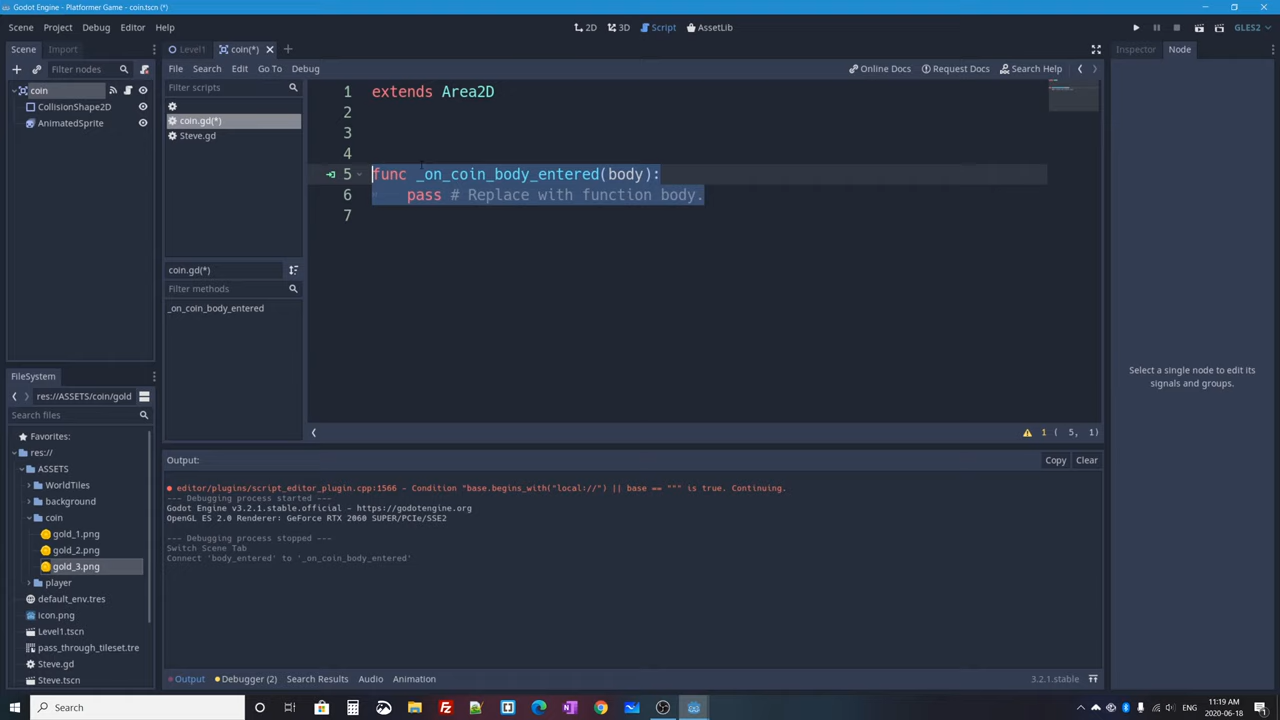 Godot Engine - Platformer Game - coin.tscn (*)
Scene Project Debug Editor Help
2D 3D Script AssetLib
GLES2
Scene Import
Level1 coin(*)
Inspector Node
Filter nodes
File Search Edit Go To Debug
Online Docs Request Docs Search Help
coin
CollisionShape2D
AnimatedSprite
Filter scripts
coin.gd(*)
Steve.gd
coin.gd(*)
Filter methods
_on_coin_body_entered
1 extends Area2D
2
3
4
5 func _on_coin_body_entered(body):
6 pass # Replace with function body.
7
1 ( 5, 1)
Select a single node to edit its
signals and groups.
FileSystem
res://ASSETS/coin/gold
Search files
Favorites:
res://
ASSETS
WorldTiles
background
coin
gold_1.png
gold_2.png
gold_3.png
player
default_env.tres
icon.png
Level1.tscn
pass_through_tileset.tre
Steve.gd
Steve.tscn
Output:
Copy Clear
editor/plugins/script_editor_plugin.cpp:1566 - Condition "base.begins_with("local://") || base == """ is true. Continuing.
--- Debugging process started ---
Godot Engine v3.2.1.stable.official - https://godotengine.org
OpenGL ES 2.0 Renderer: GeForce RTX 2060 SUPER/PCIe/SSE2
--- Debugging process stopped ---
Switch Scene Tab
Connect 'body_entered' to '_on_coin_body_entered'
Output Debugger (2) Search Results Audio Animation
3.2.1.stable
Search
ENG
11:19 AM
2020-06-18